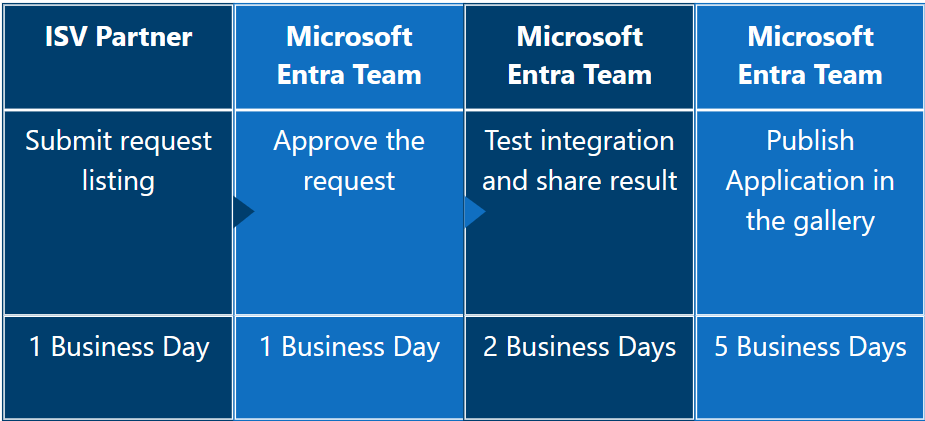 ISV Partner
Microsoft
Entra Team
Microsoft
Entra Team
Microsoft
Entra Team
Submit request
listing
Approve the
request
Test integration
and share result
Publish
Application in
the gallery
1 Business Day
1 Business Day
2 Business Days
5 Business Days